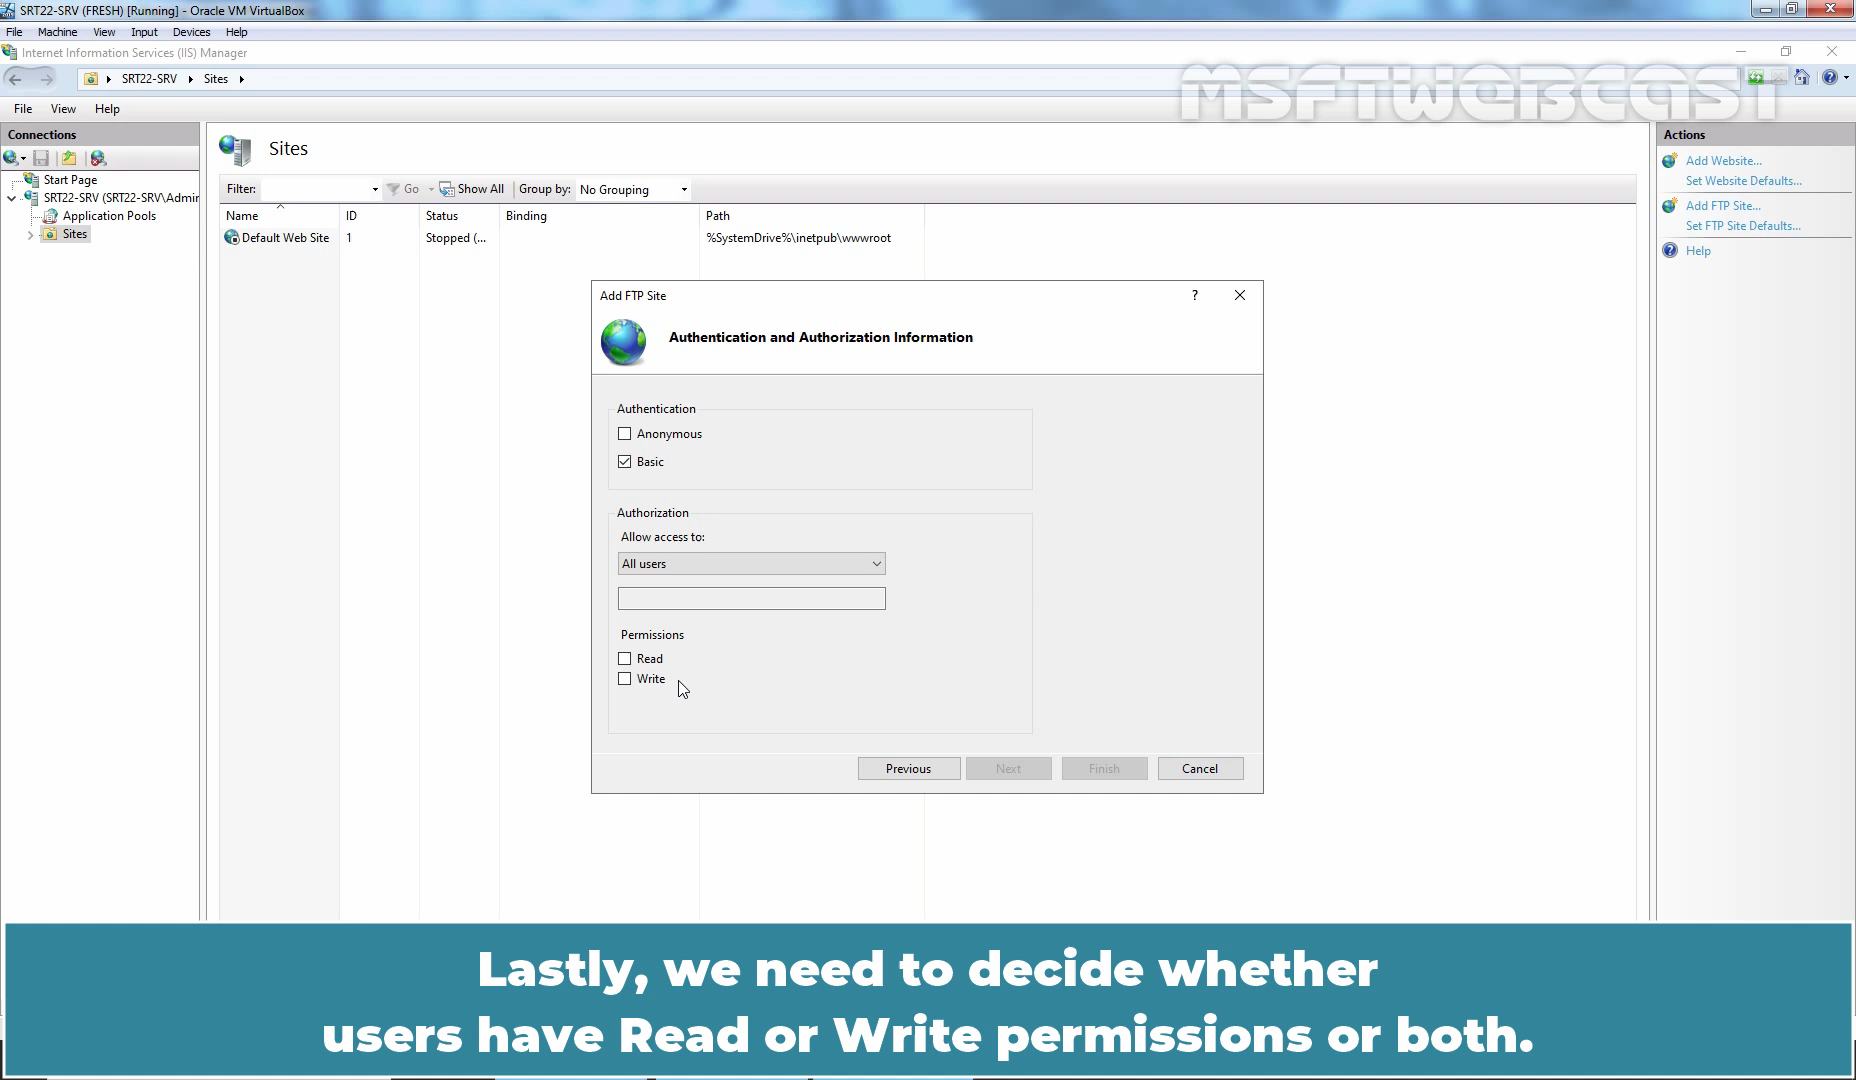 SRT22-SRV (FRESH) [Running] - Oracle VM VirtualBox
File Machine View Input Devices Help
Internet Information Services (IIS) Manager
SRT22-SRV Sites
MSFTWEBCAST
File View Help
Connections
Start Page
SRT22-SRV (SRT22-SRV\Admir
Application Pools
Sites
Sites
Filter: Go Show All Group by: No Grouping
Name ID Status Binding Path
Default Web Site 1 Stopped (... %SystemDrive%\inetpub\wwwroot
Actions
Add Website...
Set Website Defaults...
Add FTP Site...
Set FTP Site Defaults...
Help
Add FTP Site
?
Authentication and Authorization Information
Authentication
Anonymous
Basic
Authorization
Allow access to:
All users
Permissions
Read
Write
Previous Next Finish Cancel
Lastly, we need to decide whether
users have Read or Write permissions or both.